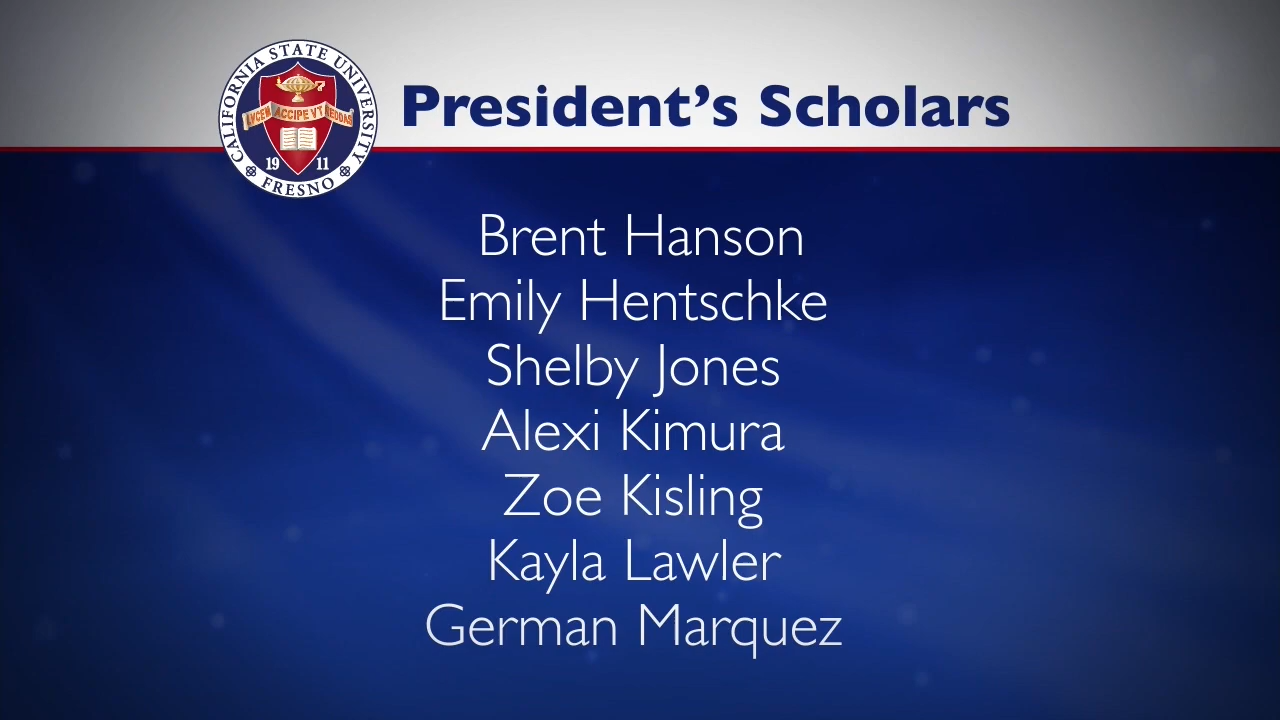 CALIFORNIA STATE UNIVERSITY
FRESNO
LVCEM ACCIPE VT REDDAS
19 11
President's Scholars
Brent Hanson
Emily Hentschke
Shelby Jones
Alexi Kimura
Zoe Kisling
Kayla Lawler
German Marquez